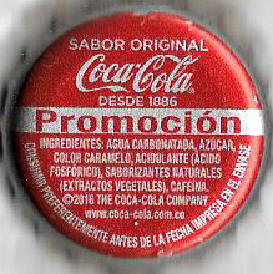 SABOR ORIGINAL
Coca-Cola
DESDE 1886
Promoción
INGREDIENTES: AGUA CARBONATADA, AZÚCAR,
COLOR CARAMELO, ACIDULANTE (ÁCIDO
FOSFÓRICO), SABORIZANTES NATURALES
(EXTRACTOS VEGETALES), CAFEÍNA.
©2016 THE COCA-COLA COMPANY
www.coca-cola.com.co
CONSUMIR PREFERENTEMENTE ANTES DE LA FECHA IMPRESA EN EL ENVASE